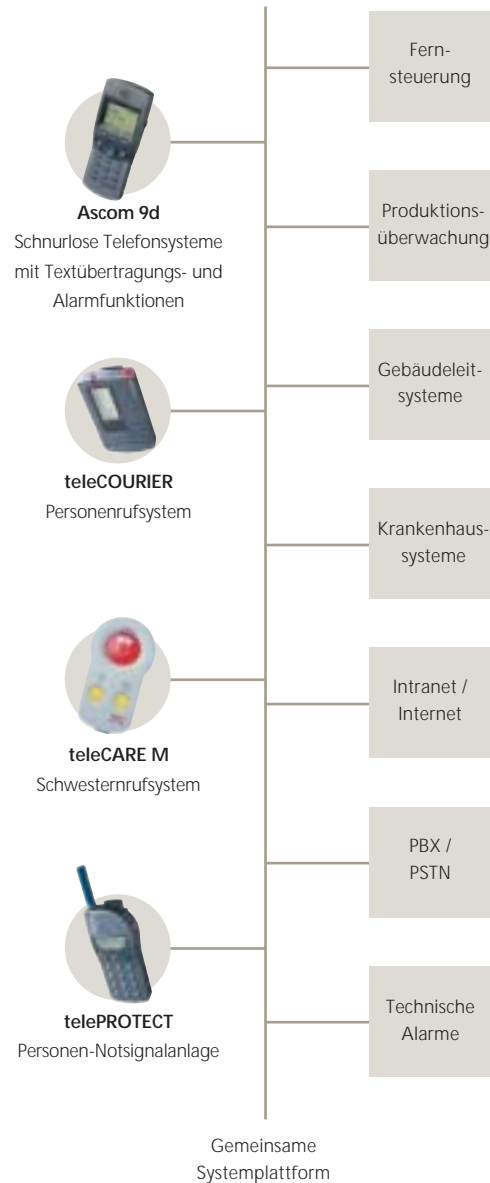 Ascom 9d
Schnurlose Telefonsysteme
mit Textübertragungs- und
Alarmfunktionen
teleCOURIER
Personenrufsystem
teleCARE M
Schwesternrufsystem
telePROTECT
Personen-Notsignalanlage
Fern-
steuerung
Produktions-
überwachung
Gebäudeleit-
systeme
Krankenhaus-
systeme
Intranet /
Internet
PBX /
PSTN
Technische
Alarme
Gemeinsame
Systemplattform